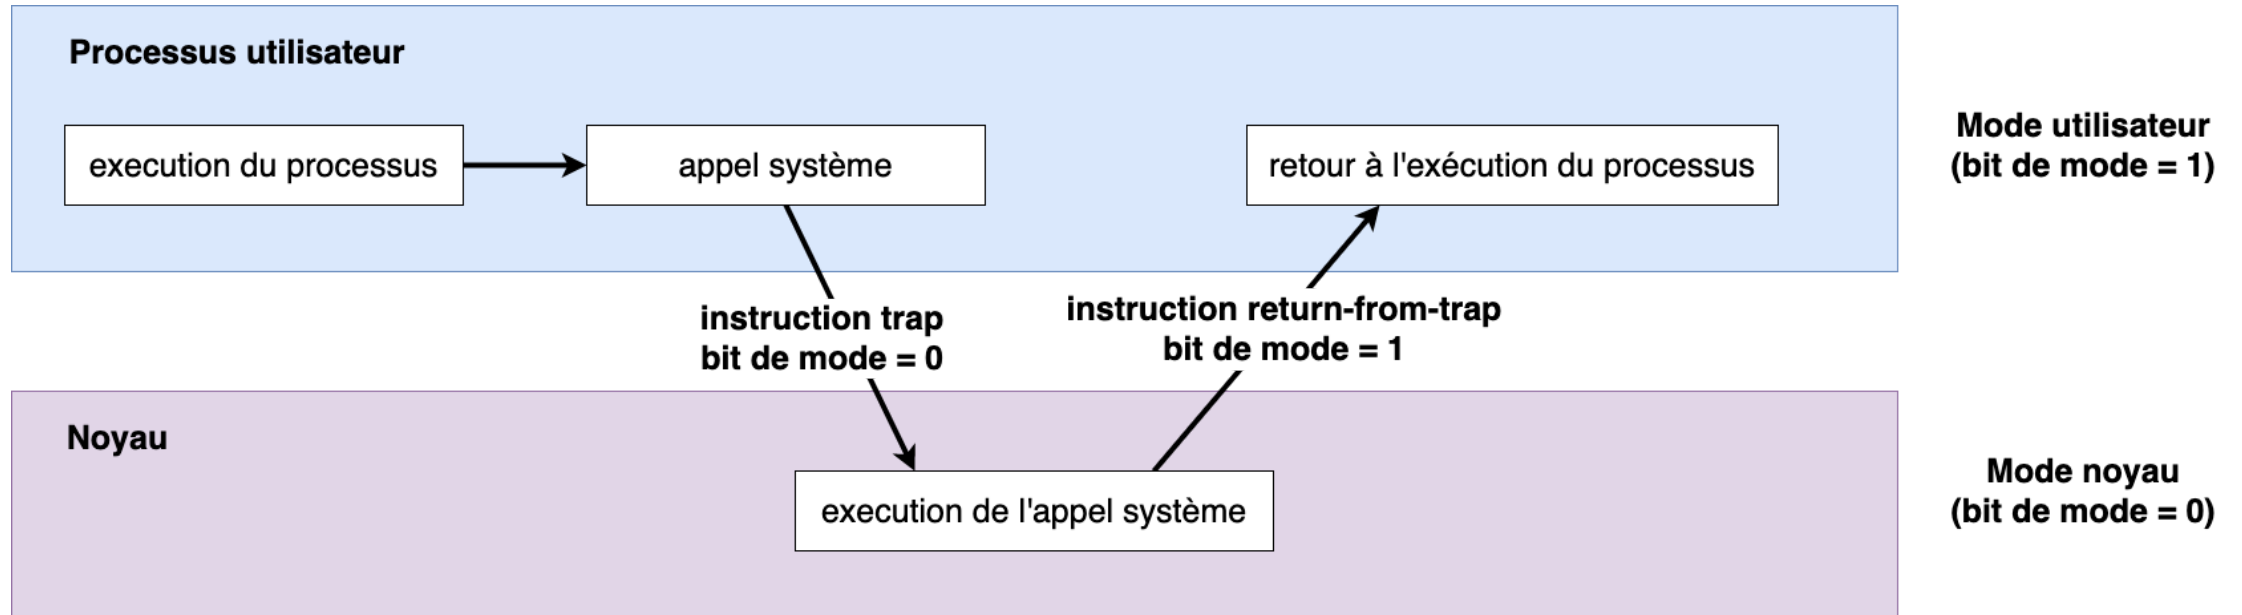 Processus utilisateur
execution du processus
appel système
retour à l'exécution du processus
Mode utilisateur
(bit de mode = 1)
instruction trap
bit de mode = 0
instruction return-from-trap
bit de mode = 1
Noyau
execution de l'appel système
Mode noyau
(bit de mode = 0)